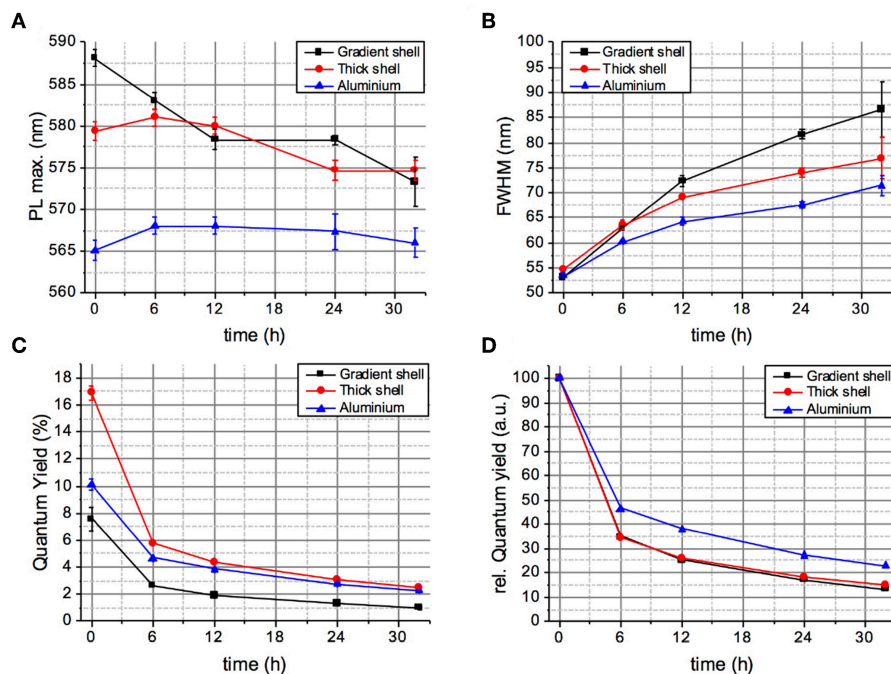 A
PL max. (nm)
590
585
580
575
570
565
560
0 6 12 18 24 30
time (h)
Gradient shell
Thick shell
Aluminium
B
FWHM (nm)
100
95
90
85
80
75
70
65
60
55
50
0 6 12 18 24 30
time (h)
Gradient shell
Thick shell
Aluminium
C
Quantum Yield (%)
18
16
14
12
10
8
6
4
2
0
0 6 12 18 24 30
time (h)
Gradient shell
Thick shell
Aluminium
D
rel. Quantum yield (a.u.)
100
90
80
70
60
50
40
30
20
10
0
0 6 12 18 24 30
time (h)
Gradient shell
Thick shell
Aluminium